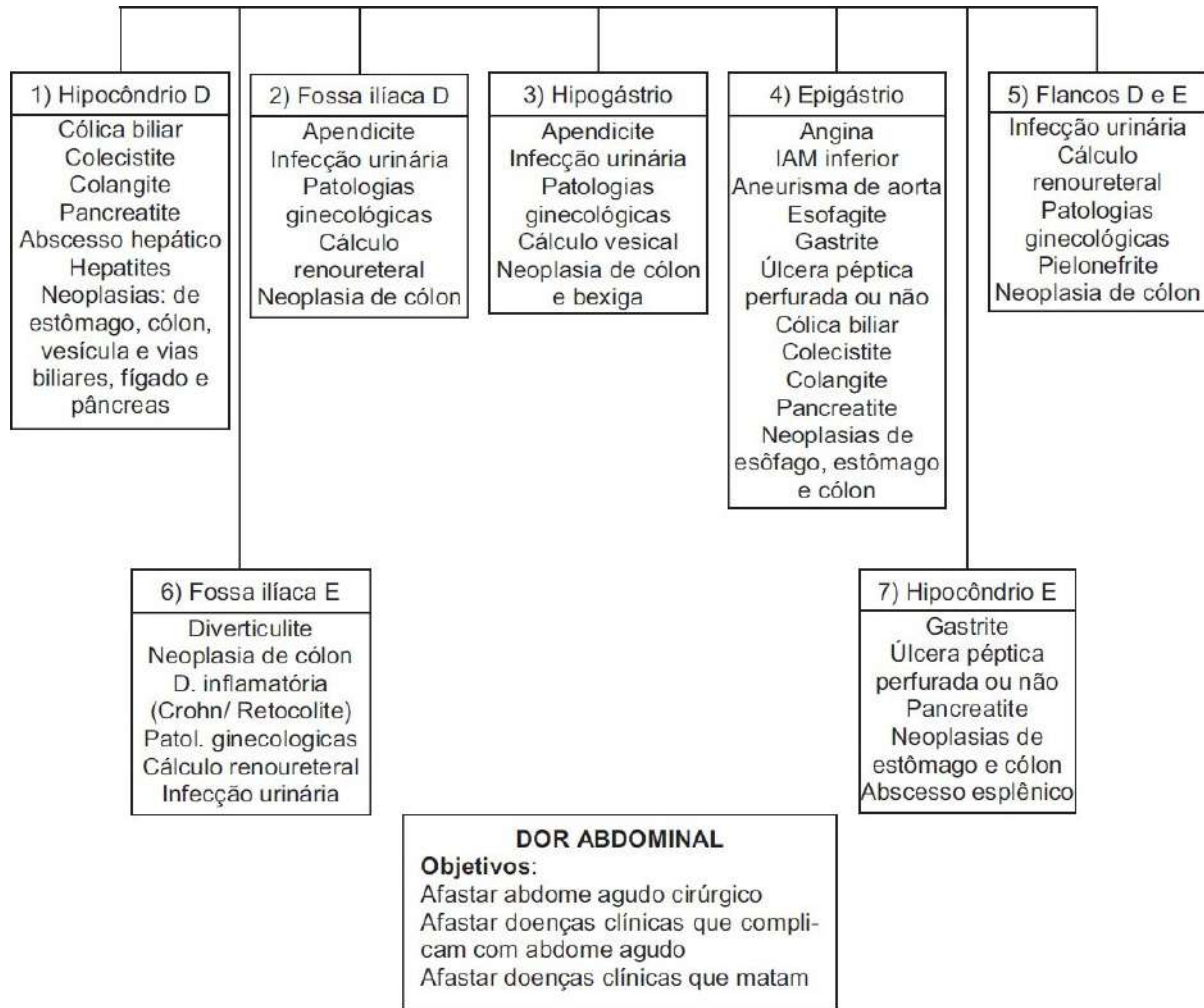 1) Hipocôndrio D
Cólica biliar
Colecistite
Colangite
Pancreatite
Abscesso hepático
Hepatites
Neoplasias: de
estômago, cólon,
vesícula e vias
biliares, fígado e
pâncreas
2) Fossa ilíaca D
Apendicite
Infecção urinária
Patologias
ginecológicas
Cálculo
renoureteral
Neoplasia de cólon
3) Hipogástrio
Apendicite
Infecção urinária
Patologias
ginecológicas
Cálculo vesical
Neoplasia de cólon
e bexiga
4) Epigástrio
Angina
IAM inferior
Aneurisma de aorta
Esofagite
Gastrite
Úlcera péptica
perfurada ou não
Cólica biliar
Colecistite
Colangite
Pancreatite
Neoplasias de
esôfago, estômago
e cólon
5) Flancos D e E
Infecção urinária
Cálculo
renoureteral
Patologias
ginecológicas
Pielonefrite
Neoplasia de cólon
6) Fossa ilíaca E
Diverticulite
Neoplasia de cólon
D. inflamatória
(Crohn/ Retocolite)
Patol. ginecologicas
Cálculo renoureteral
Infecção urinária
7) Hipocôndrio E
Gastrite
Úlcera péptica
perfurada ou não
Pancreatite
Neoplasias de
estômago e cólon
Abscesso esplênico
DOR ABDOMINAL
Objetivos:
Afastar abdome agudo cirúrgico
Afastar doenças clínicas que compli-
cam com abdome agudo
Afastar doenças clínicas que matam